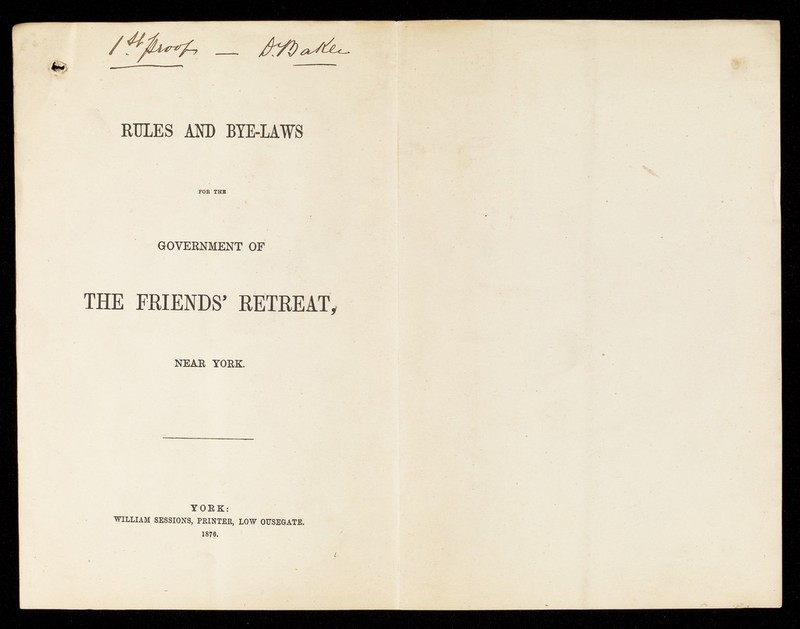 1st proof — Dr Baker
RULES AND BYE-LAWS
FOR THE
GOVERNMENT OF
THE FRIENDS' RETREAT,
NEAR YORK.
YORK:
WILLIAM SESSIONS, PRINTER, LOW OUSEGATE.
1876.